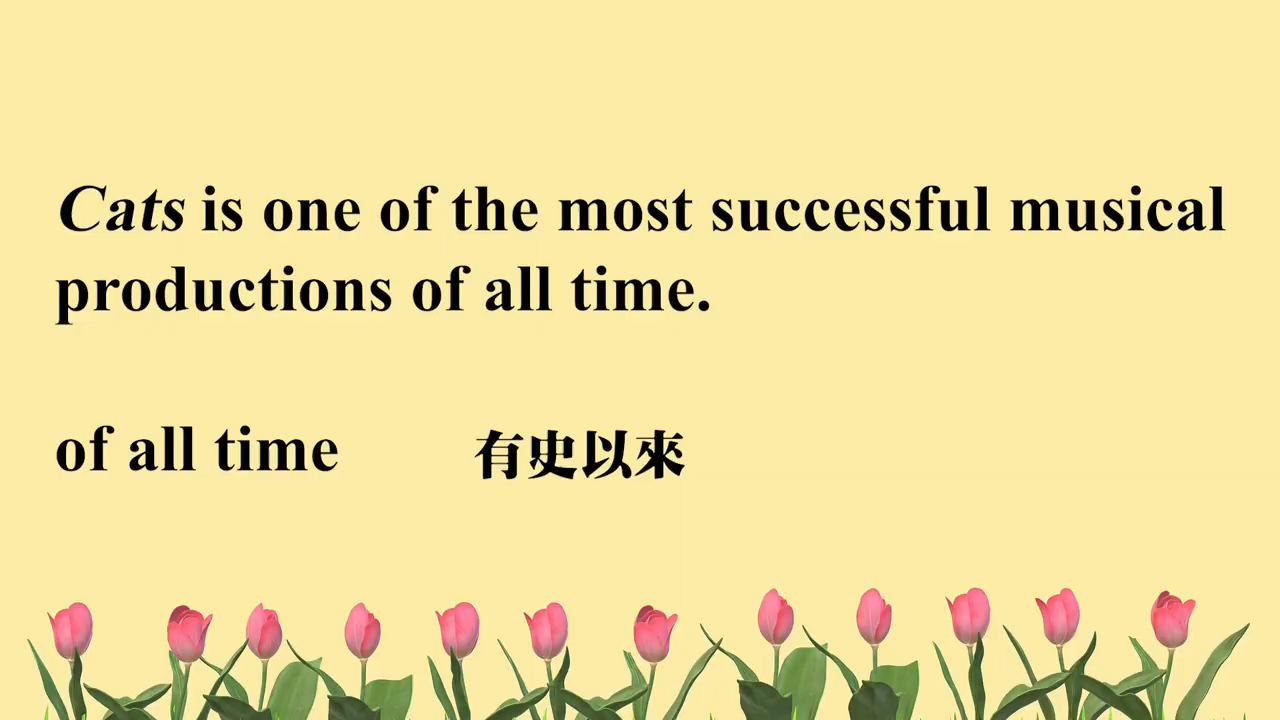 Cats is one of the most successful musical
productions of all time.
of all time 有史以來